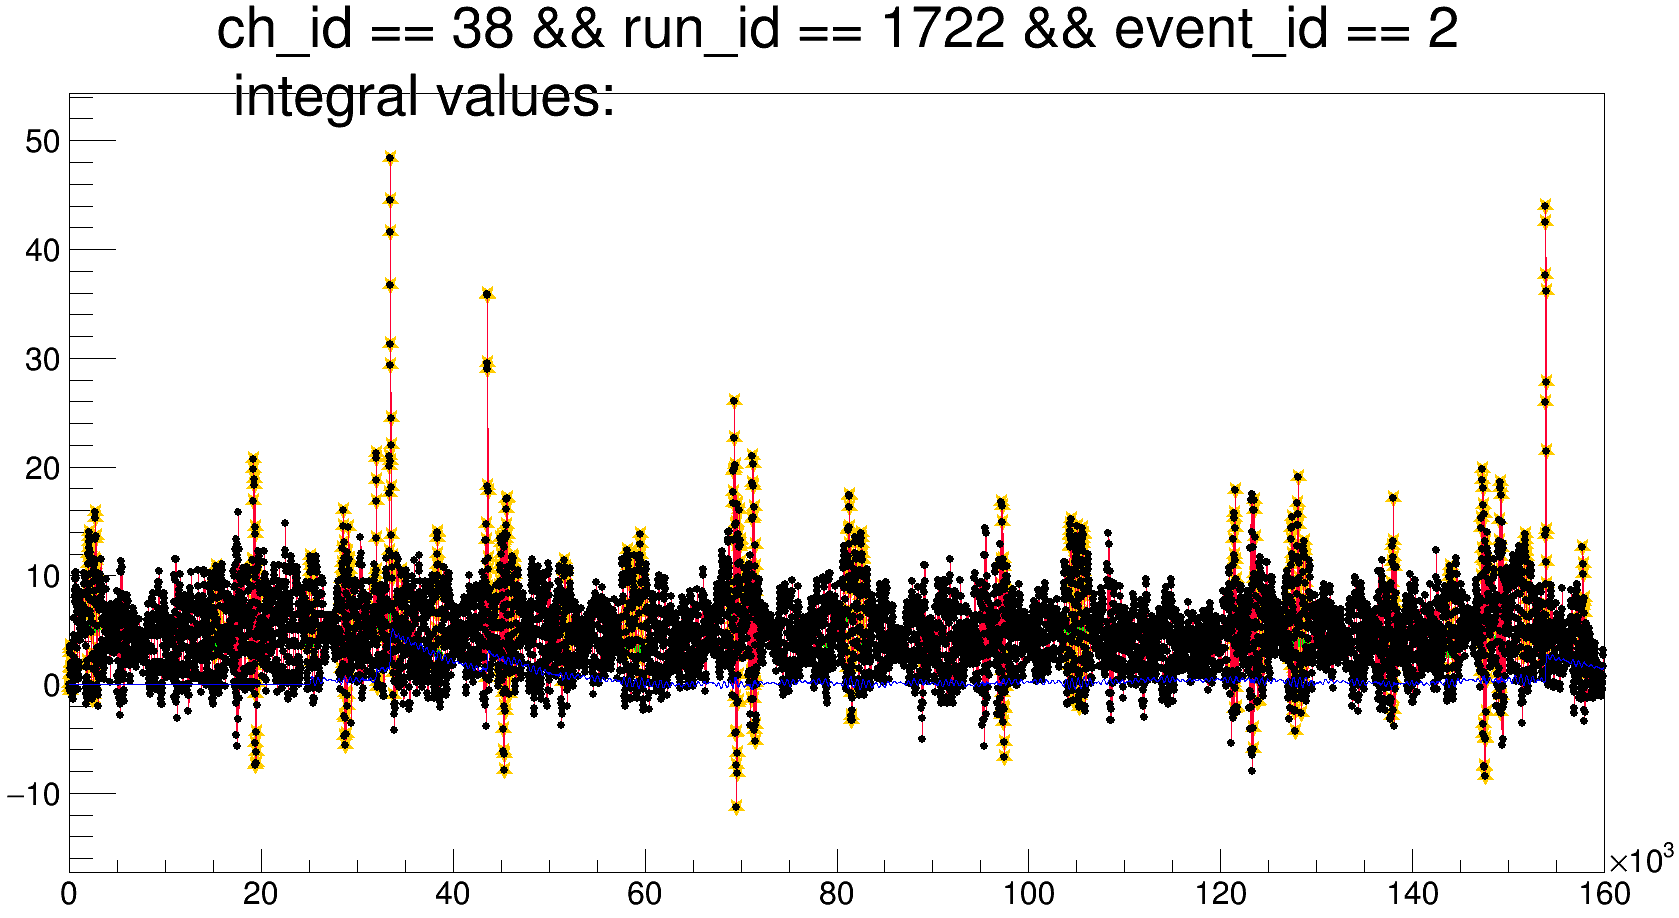 ch_id == 38 && run_id == 1722 && event_id == 2
integral values:
50
40
30
20
10
0
−10
0 20 40 60 80 100 120 140 160
×10³